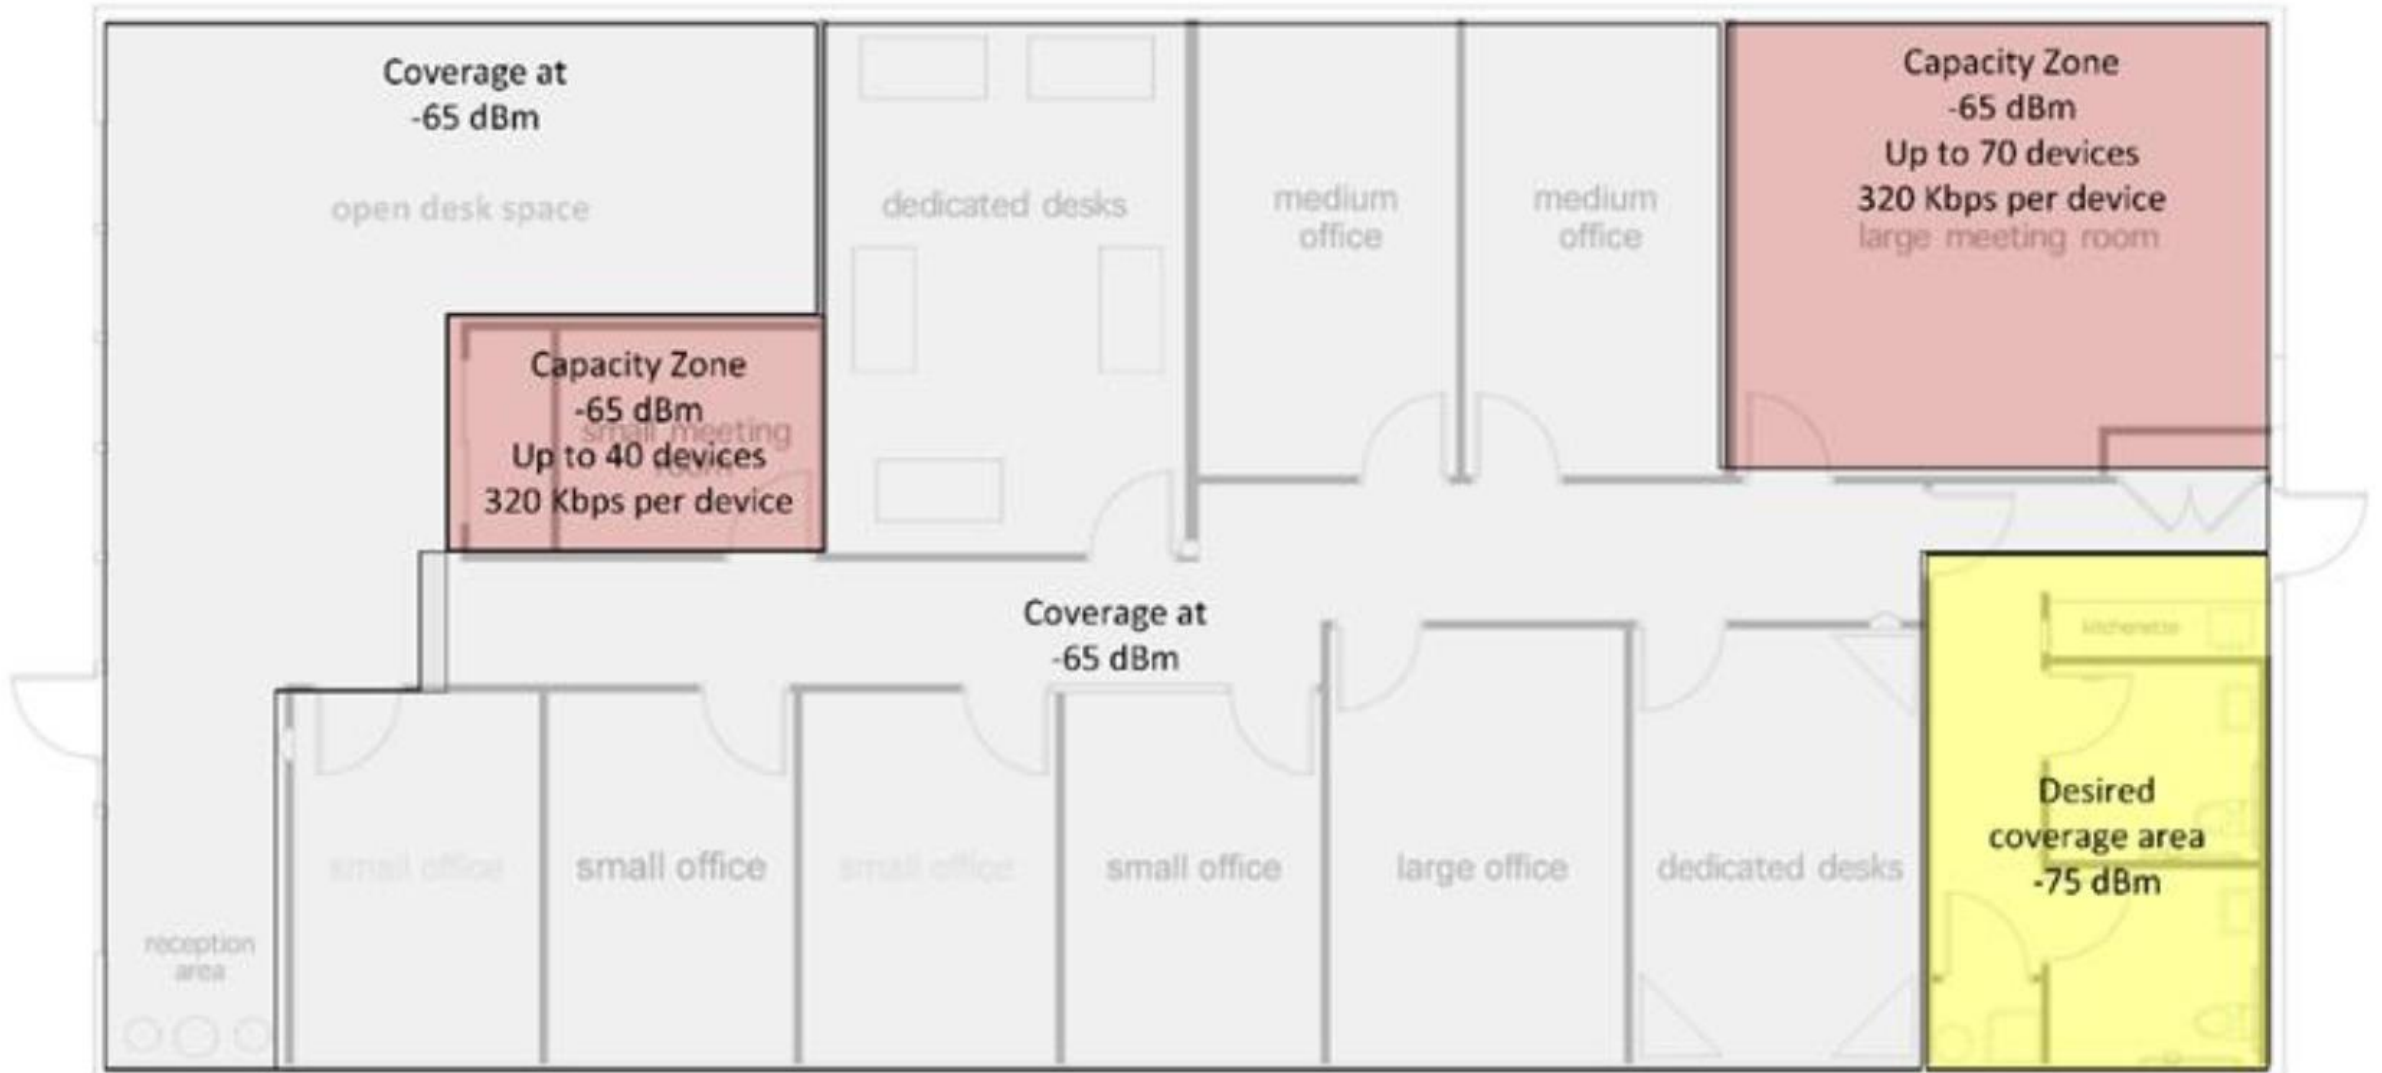 Coverage at
-65 dBm
open desk space
dedicated desks
medium
office
medium
office
Capacity Zone
-65 dBm
Up to 70 devices
320 Kbps per device
large meeting room
Capacity Zone
-65 dBm
small meeting
Up to 40 devices
room
320 Kbps per device
Coverage at
-65 dBm
kitchenette
Desired
coverage area
-75 dBm
small office
small office
small office
small office
large office
dedicated desks
reception
area